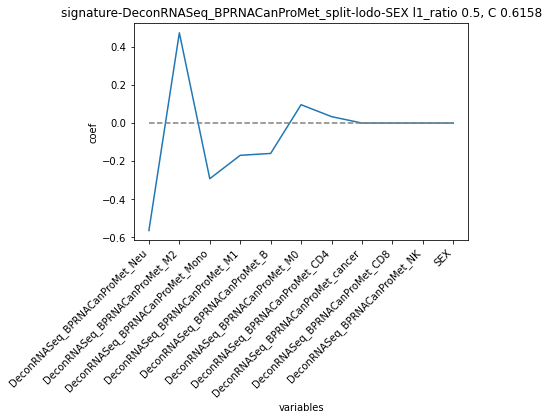 signature-DeconRNASeq_BPRNACanProMet_split-lodo-SEX l1_ratio 0.5, C 0.6158
0.4
0.2
0.0
−0.2
−0.4
−0.6
coef
DeconRNASeq_BPRNACanProMet_Neu
DeconRNASeq_BPRNACanProMet_M2
DeconRNASeq_BPRNACanProMet_Mono
DeconRNASeq_BPRNACanProMet_M1
DeconRNASeq_BPRNACanProMet_B
DeconRNASeq_BPRNACanProMet_M0
DeconRNASeq_BPRNACanProMet_CD4
DeconRNASeq_BPRNACanProMet_cancer
DeconRNASeq_BPRNACanProMet_CD8
DeconRNASeq_BPRNACanProMet_NK
SEX
variables